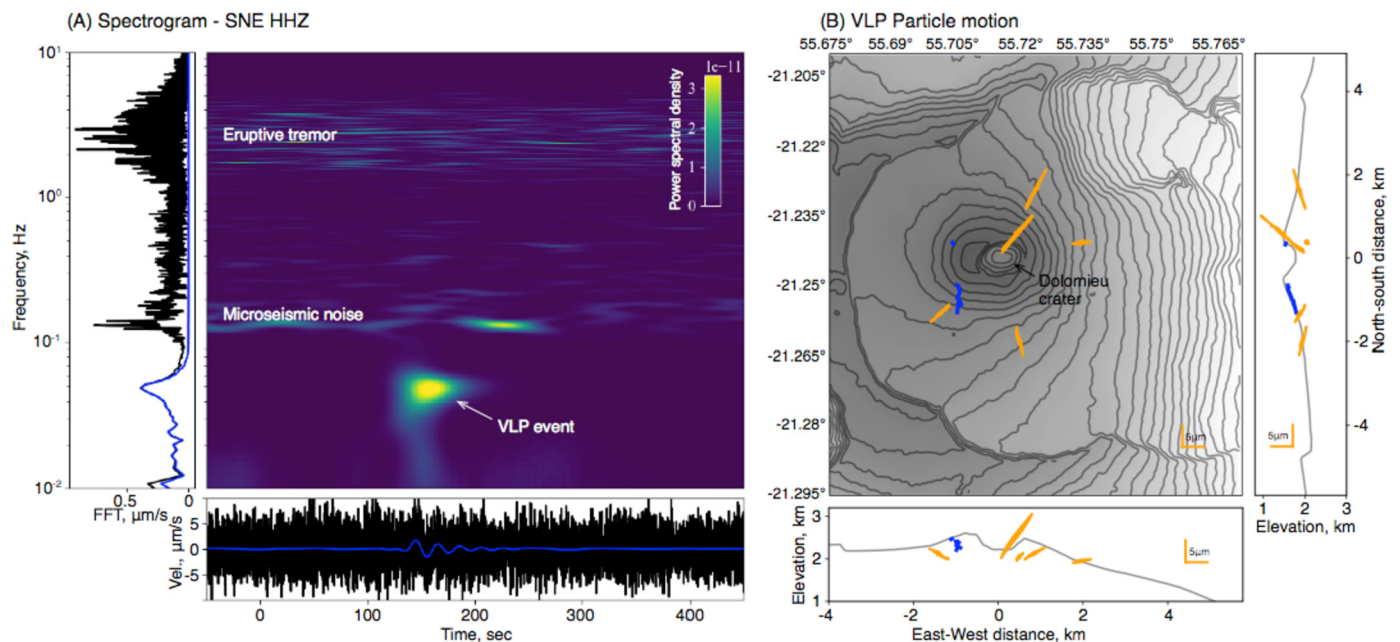 (A) Spectrogram - SNE HHZ
10¹
10⁰
10⁻¹
10⁻²
Frequency, Hz
0.5
0
FFT, μm/s
Eruptive tremor
Microseismic noise
VLP event
1e−11
3
2
1
0
Power spectral density
5
0
-5
Vel., μm/s
0
100
200
300
400
Time, sec
(B) VLP Particle motion
55.675°
55.69°
55.705°
55.72°
55.735°
55.75°
55.765°
-21.205°
-21.22°
-21.235°
-21.25°
-21.265°
-21.28°
-21.295°
Dolomieu
crater
5μm
4
2
0
-2
-4
North-south distance, km
5μm
1
2
3
Elevation, km
3
2
1
Elevation, km
5μm
-4
-2
0
2
4
East-West distance, km